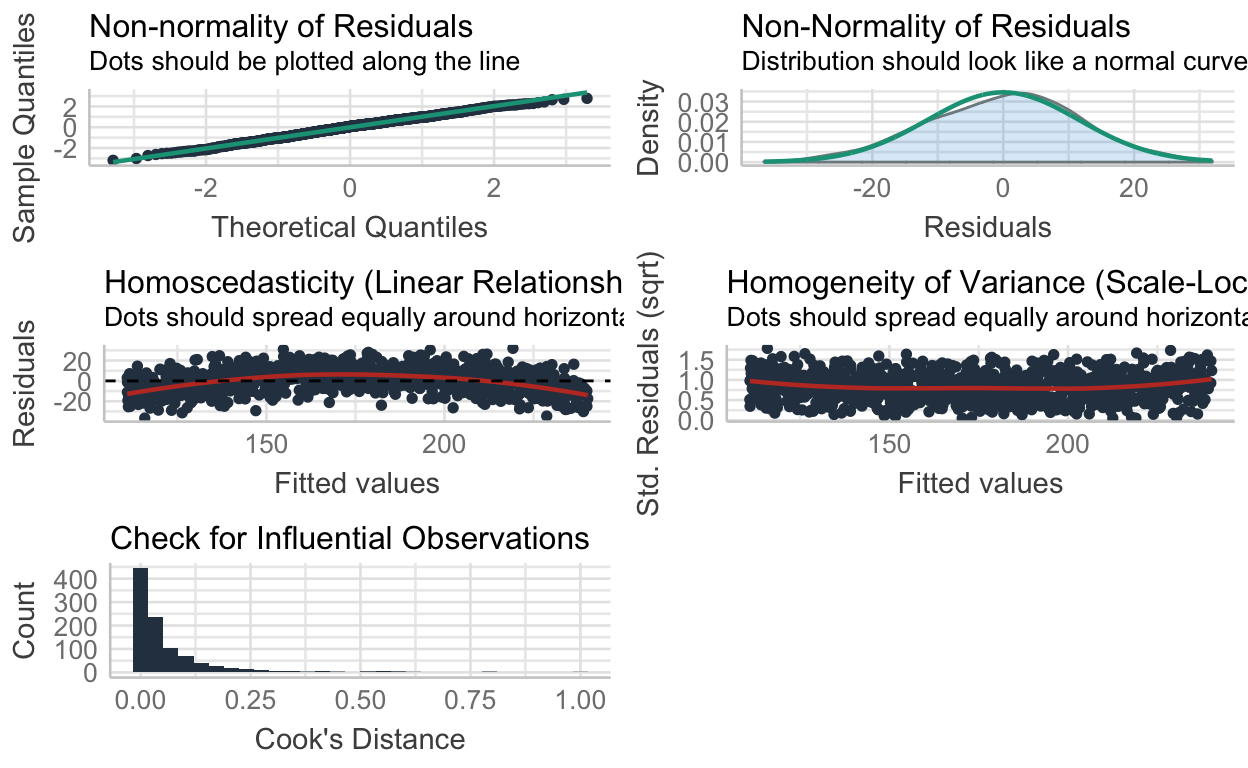 Non-normality of Residuals
Dots should be plotted along the line
Sample Quantiles
2
0
-2
-2 0 2
Theoretical Quantiles
Non-Normality of Residuals
Distribution should look like a normal curve
Density
0.03
0.02
0.01
0.00
-20 0 20
Residuals
Homoscedasticity (Linear Relationsh
Dots should spread equally around horizonta
Residuals
20
0
-20
150 200
Fitted values
Homogeneity of Variance (Scale-Loc
Dots should spread equally around horizonta
Std. Residuals (sqrt)
1.5
1.0
0.5
0.0
150 200
Fitted values
Check for Influential Observations
Count
400
300
200
100
0
0.00 0.25 0.50 0.75 1.00
Cook's Distance